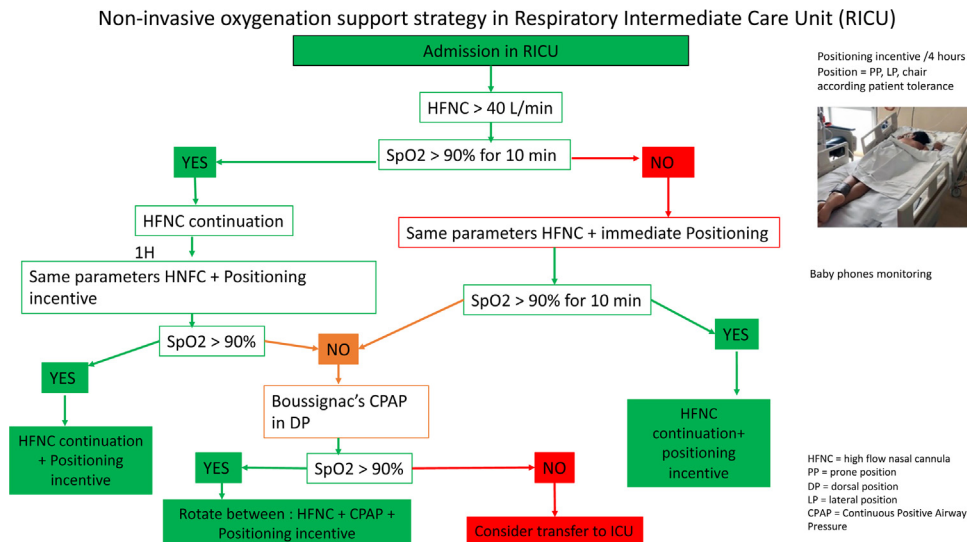 Non-invasive oxygenation support strategy in Respiratory Intermediate Care Unit (RICU)
Admission in RICU
Positioning incentive /4 hours
Position = PP, LP, chair
according patient tolerance
HFNC > 40 L/min
SpO2 > 90% for 10 min
YES
NO
HFNC continuation
Same parameters HFNC + immediate Positioning
1H
Same parameters HNFC + Positioning
incentive
Baby phones monitoring
SpO2 > 90% for 10 min
SpO2 > 90%
NO
YES
YES
Boussignac's CPAP
in DP
HFNC continuation
+ Positioning
incentive
HFNC
continuation+
positioning
incentive
SpO2 > 90%
YES
NO
Rotate between : HFNC + CPAP +
Positioning incentive
Consider transfer to ICU
HFNC = high flow nasal cannula
PP = prone position
DP = dorsal position
LP = lateral position
CPAP = Continuous Positive Airway
Pressure